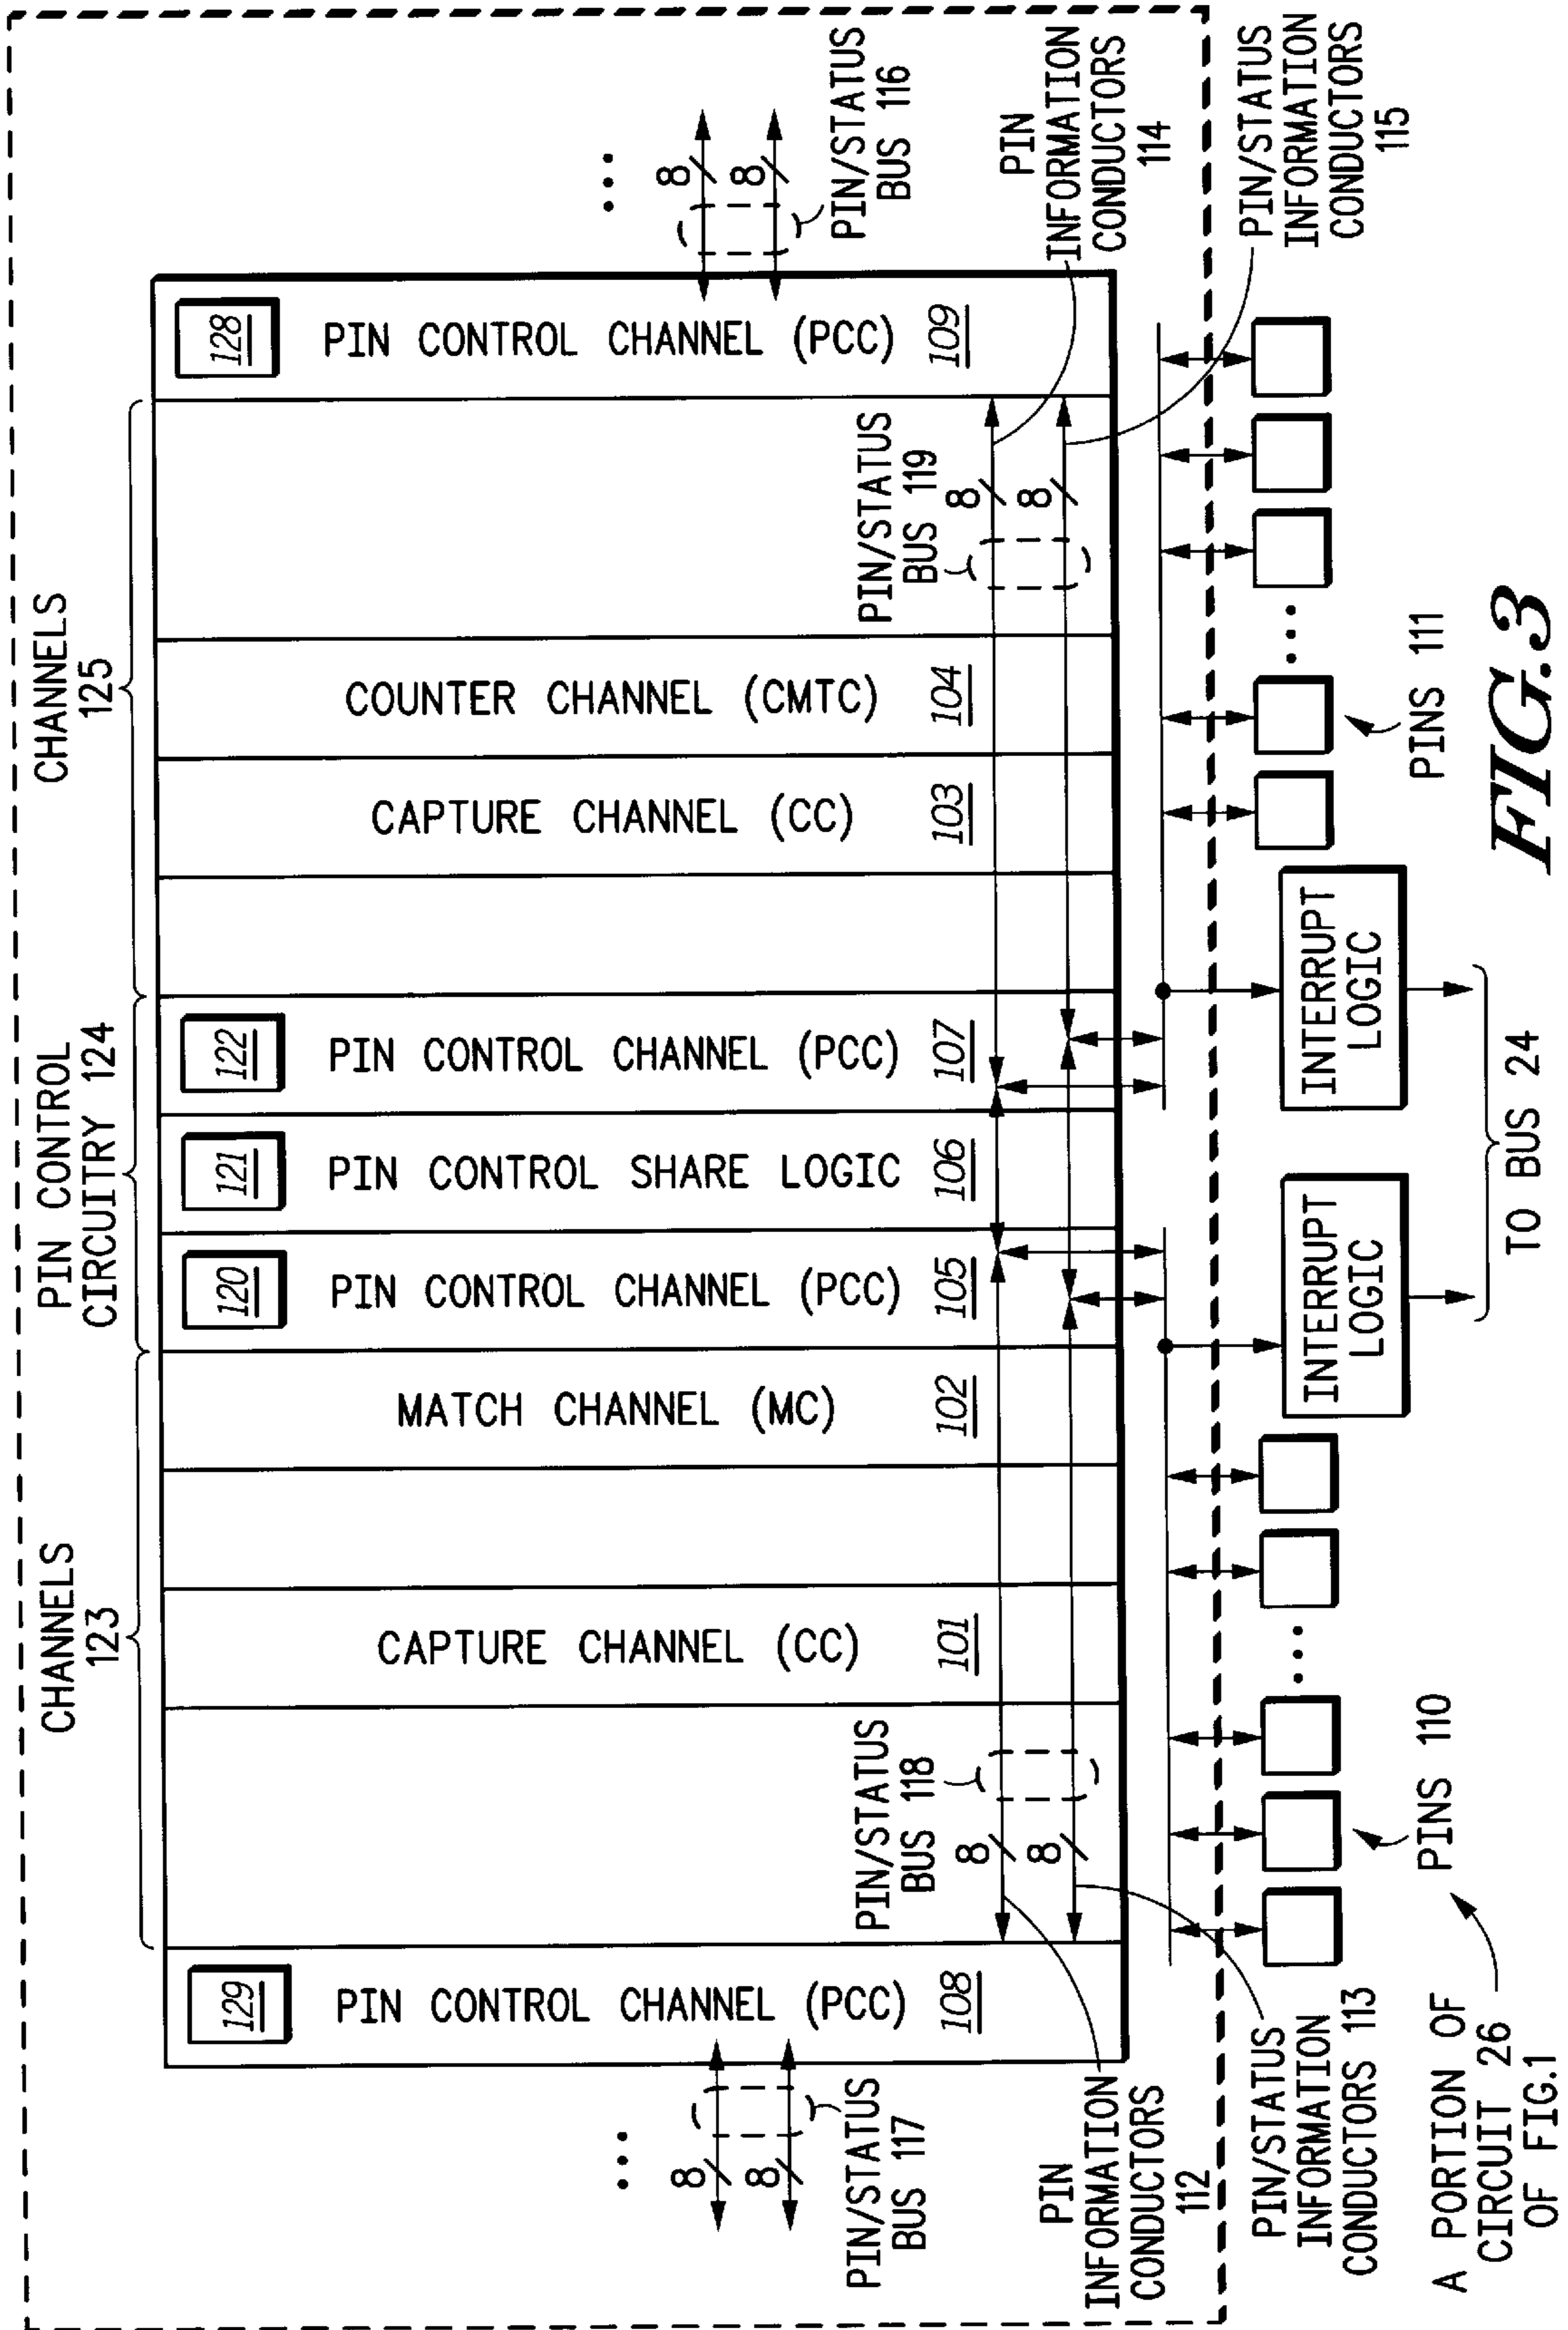 CHANNELS
123
PIN CONTROL
CIRCUITRY 124
CHANNELS
125
129
PIN CONTROL CHANNEL (PCC)
108
CAPTURE CHANNEL (CC)
101
MATCH CHANNEL (MC)
102
120
PIN CONTROL CHANNEL (PCC)
105
121
PIN CONTROL SHARE LOGIC
106
122
PIN CONTROL CHANNEL (PCC)
107
CAPTURE CHANNEL (CC)
103
COUNTER CHANNEL (CMTC)
104
128
PIN CONTROL CHANNEL (PCC)
109
...
8
8
PIN/STATUS
BUS 117
PIN/STATUS
BUS 118
8
8
PIN/STATUS
BUS 119
8
8
...
8
8
PIN/STATUS
BUS 116
PIN
INFORMATION
CONDUCTORS
112
PIN/STATUS
INFORMATION
CONDUCTORS 113
PIN
INFORMATION
CONDUCTORS
114
PIN/STATUS
INFORMATION
CONDUCTORS
115
...
PINS 110
INTERRUPT
LOGIC
INTERRUPT
LOGIC
TO BUS 24
...
PINS 111
A PORTION OF
CIRCUIT 26
OF FIG.1
FIG.3